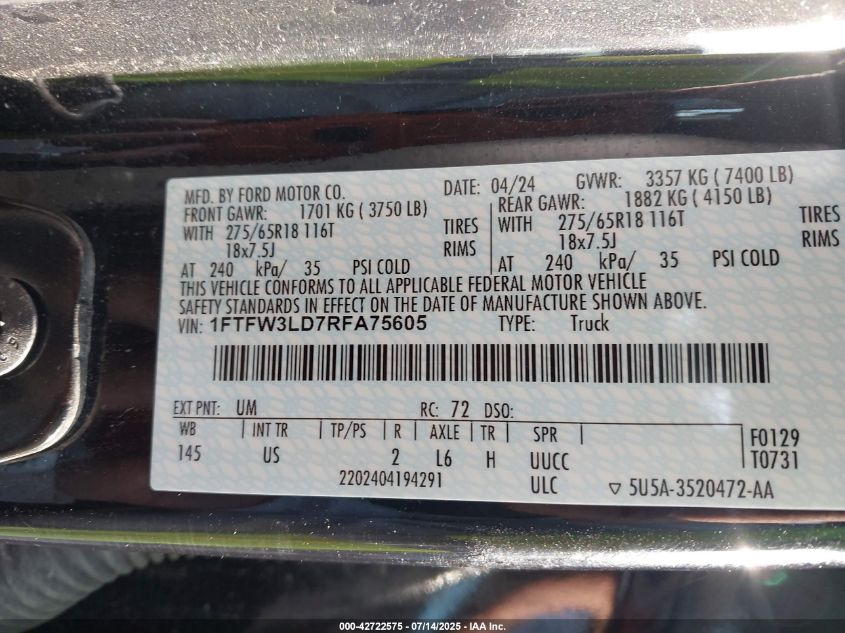 MFD. BY FORD MOTOR CO. DATE: 04/24 GVWR: 3357 KG ( 7400 LB)
FRONT GAWR: 1701 KG ( 3750 LB) REAR GAWR: 1882 KG ( 4150 LB)
WITH 275/65R18 116T TIRES WITH 275/65R18 116T TIRES
18x7.5J RIMS 18x7.5J RIMS
AT 240 kPa/ 35 PSI COLD AT 240 kPa/ 35 PSI COLD
THIS VEHICLE CONFORMS TO ALL APPLICABLE FEDERAL MOTOR VEHICLE
SAFETY STANDARDS IN EFFECT ON THE DATE OF MANUFACTURE SHOWN ABOVE.
VIN: 1FTFW3LD7RFA75605 TYPE: Truck
EXT PNT: UM RC: 72 DSO:
WB INT TR TP/PS R AXLE TR SPR F0129
145 US 2 L6 H UUCC T0731
2202404194291 ULC ▽ 5U5A-3520472-AA
000-42722575 - 07/14/2025 - IAA Inc.